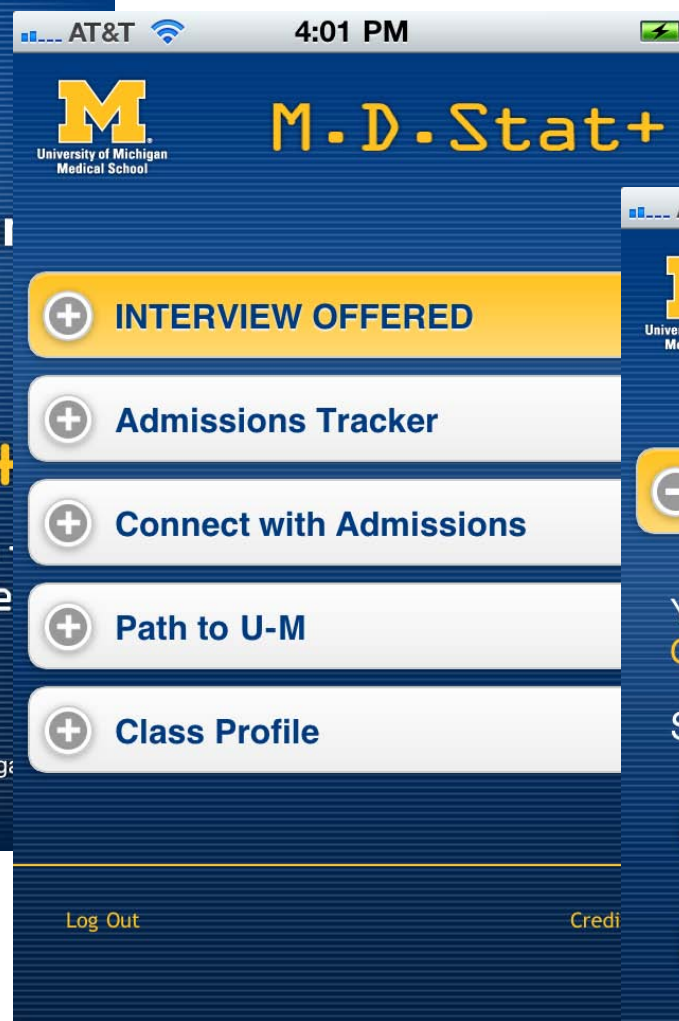 AT&T 4:01 PM
M
University of Michigan
Medical School
M.D.Stat+
INTERVIEW OFFERED
Admissions Tracker
Connect with Admissions
Path to U-M
Class Profile
Log Out